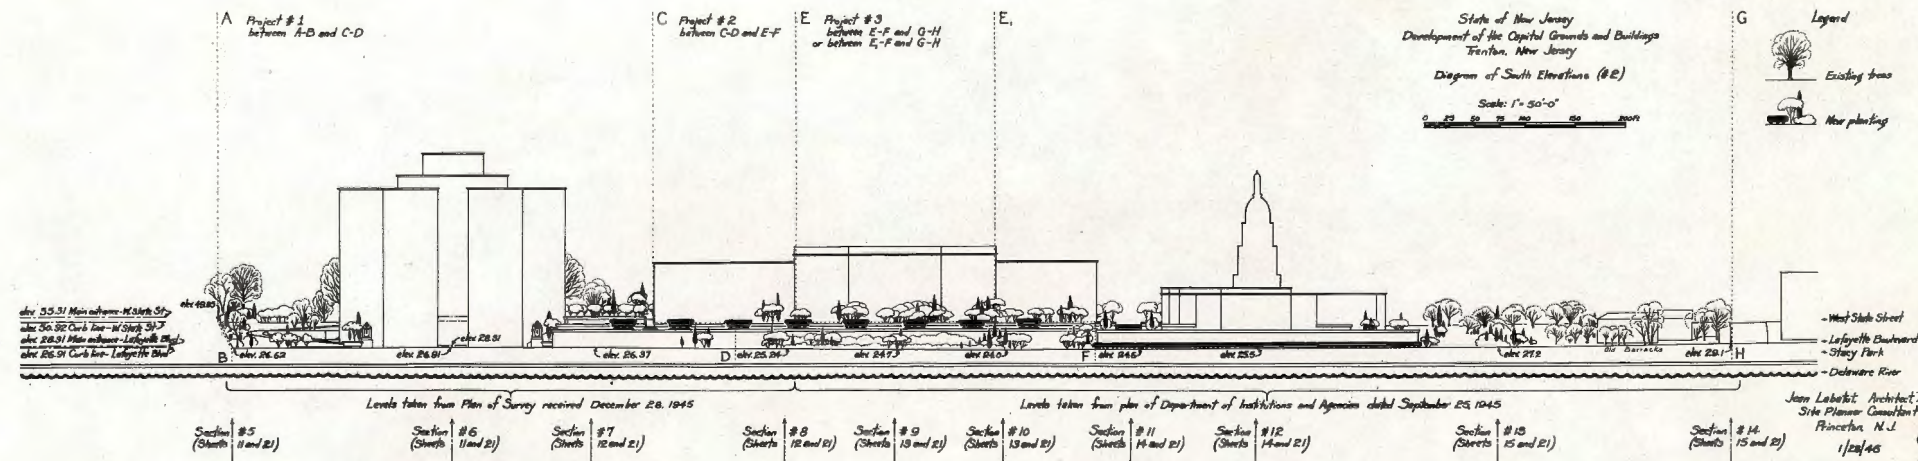 A Project #1
between A-B and C-D
C Project #2
between C-D and E-F
E Project #3
between E-F and G-H
or between E₁-F and G-H
E₁
State of New Jersey
Development of the Capitol Grounds and Buildings
Trenton, New Jersey
Diagram of South Elevations (#2)
Scale: 1"=50'-0"
0 25 50 75 100 150 200ft
G
Legend
Existing trees
New planting
elev. 49.85
elev. 35.31 Main entrance-W. State St.
elev. 30.92 Curb line-W. State St.
elev. 28.31 Main entrance-Lafayette Blvd
elev. 26.91 Curb line-Lafayette Blvd
B
elev. 26.62
elev. 26.81
elev. 28.31
elev. 26.37
D
elev. 25.24
elev. 24.7
elev. 24.0
F
elev. 24.6
elev. 25.5
elev. 27.2
Old Barracks
elev. 29.1
H
West State Street
Lafayette Boulevard
Stacy Park
Delaware River
Levels taken from Plan of Survey received December 28, 1945
Levels taken from plan of Department of Institutions and Agencies dated September 25, 1945
Jean Labatut, Architect
Site Planner Consultant
Princeton, N.J.
1/28/46
Section #5
(Sheets 11 and 21)
Section #6
(Sheets 11 and 21)
Section #7
(Sheets 12 and 21)
Section #8
(Sheets 12 and 21)
Section #9
(Sheets 13 and 21)
Section #10
(Sheets 13 and 21)
Section #11
(Sheets 14 and 21)
Section #12
(Sheets 14 and 21)
Section #13
(Sheets 15 and 21)
Section #14
(Sheets 15 and 21)